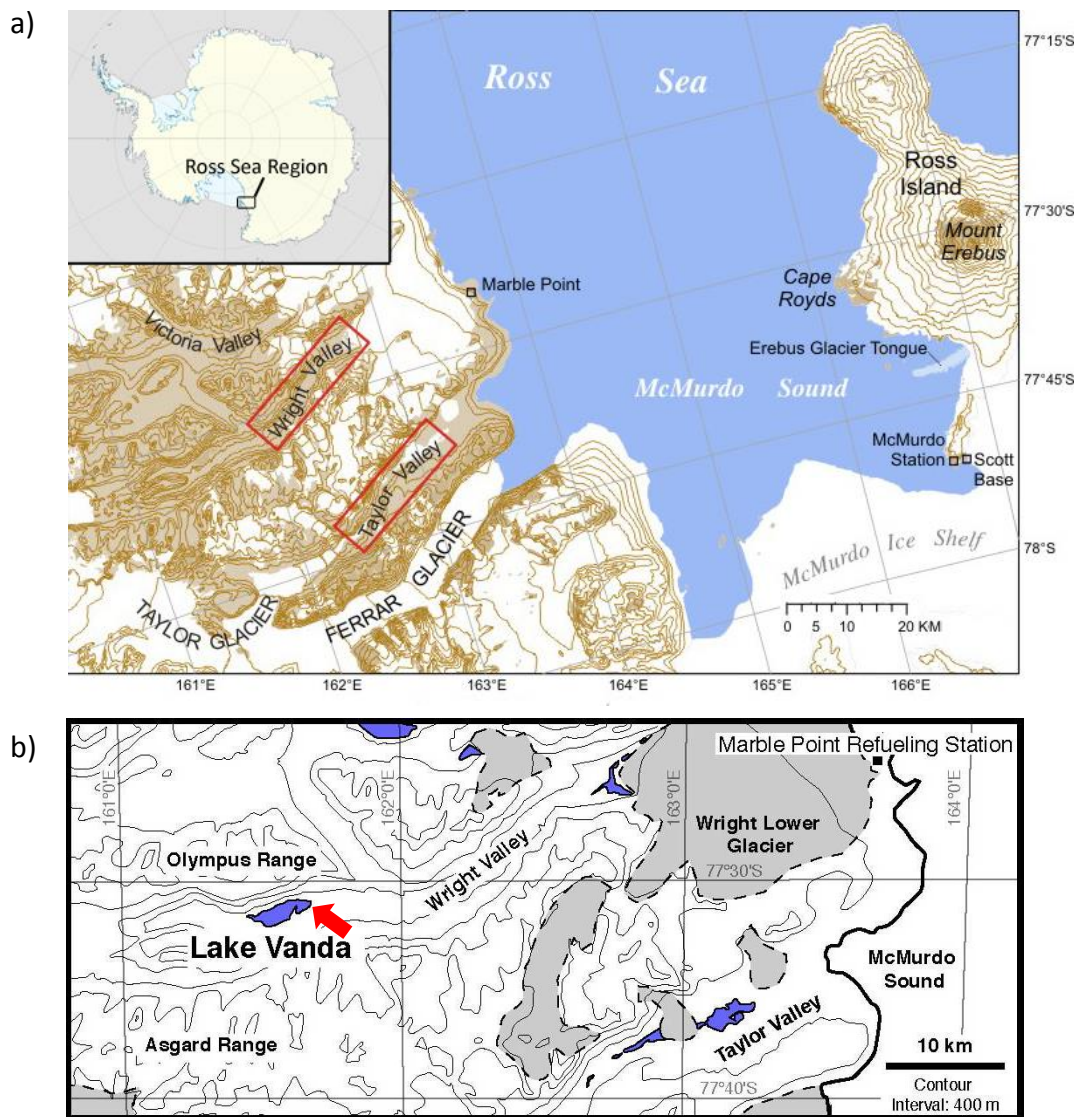 a)
Ross Sea Region
Ross Sea
77°15'S
Ross
Island
Mount
Erebus
77°30'S
Cape
Royds
Marble Point
Victoria Valley
Wright Valley
Erebus Glacier Tongue
McMurdo Sound
77°45'S
Taylor Valley
McMurdo
Station
Scott
Base
McMurdo Ice Shelf
78°S
TAYLOR GLACIER
FERRAR GLACIER
0 5 10 20 KM
161°E 162°E 163°E 164°E 165°E 166°E
b)
Marble Point Refueling Station
161°0'E
162°0'E
163°0'E
164°0'E
Wright Lower
Glacier
Olympus Range
Wright Valley
77°30'S
Lake Vanda
McMurdo
Sound
Asgard Range
Taylor Valley
10 km
77°40'S
Contour
Interval: 400 m